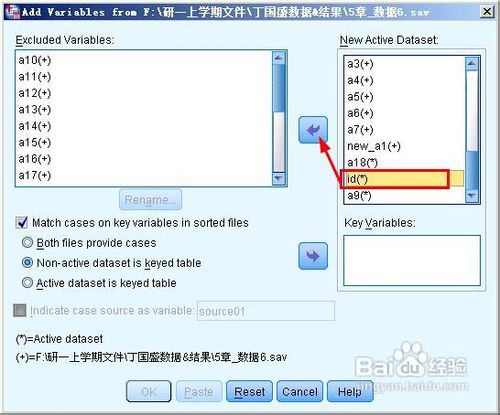 Add Variables from F:\研一上学期文件\丁国盛数据&结果\5章_数据6.sav
Excluded Variables:
a10(+)
a11(+)
a12(+)
a13(+)
a14(+)
a15(+)
a16(+)
a17(+)
Rename...
New Active Dataset:
a3(+)
a4(+)
a5(+)
a6(+)
a7(+)
new_a1(+)
a18(*)
id(*)
a9(*)
Match cases on key variables in sorted files
Both files provide cases
Non-active dataset is keyed table
Active dataset is keyed table
Key Variables:
Indicate case source as variable: source01
(*)=Active dataset
(+)=F:\研一上学期文件\丁国盛数据&结果\5章_数据6.sav
OK Paste Reset Cancel Help
Baidu 经验
jingyan.baidu.com